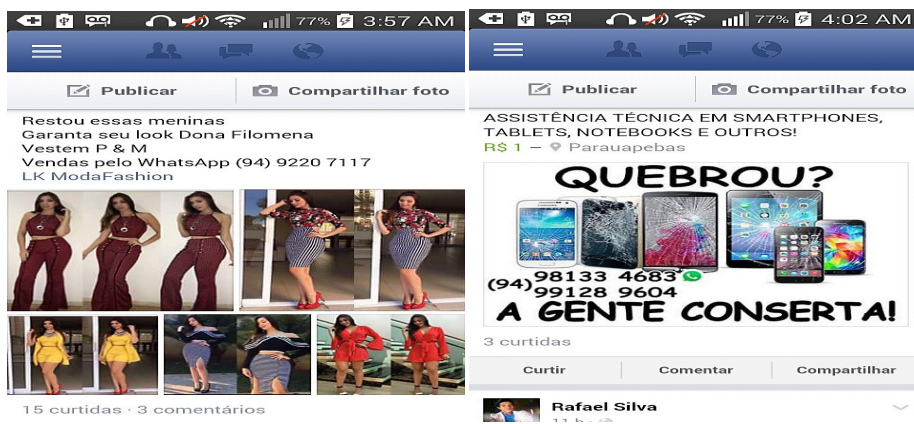 77% 3:57 AM
Publicar
Compartilhar foto
Restou essas meninas
Garanta seu look Dona Filomena
Vestem P & M
Vendas pelo WhatsApp (94) 9220 7117
LK ModaFashion
15 curtidas · 3 comentários
77% 4:02 AM
Publicar
Compartilhar foto
ASSISTÊNCIA TÉCNICA EM SMARTPHONES,
TABLETS, NOTEBOOKS E OUTROS!
R$ 1 – Parauapebas
QUEBROU?
(94) 98133 4683
99128 9604
A GENTE CONSERTA!
3 curtidas
Curtir
Comentar
Compartilhar
Rafael Silva
11 h ·